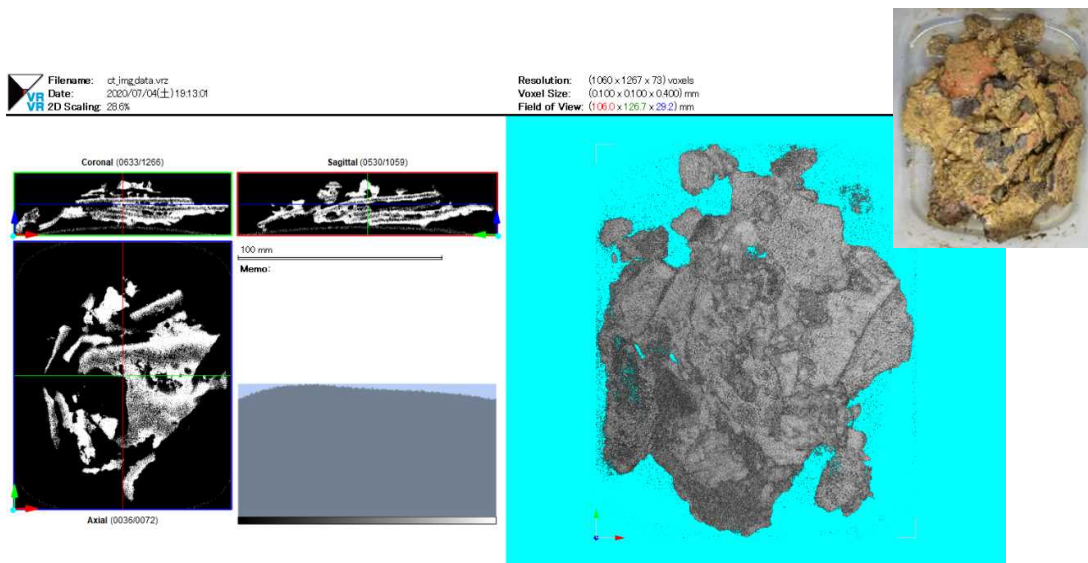 VR
VR
Filename: ct_img_data.vrz
Date: 2020/07/04(土)19:13:01
2D Scaling: 28.6%
Resolution: (1060 x 1267 x 73) voxels
Voxel Size: (0.100 x 0.100 x 0.400) mm
Field of View: (106.0 x 126.7 x 29.2) mm
Coronal (0633/1266)
Sagittal (0530/1059)
100 mm
Memo:
Axial (0036/0072)